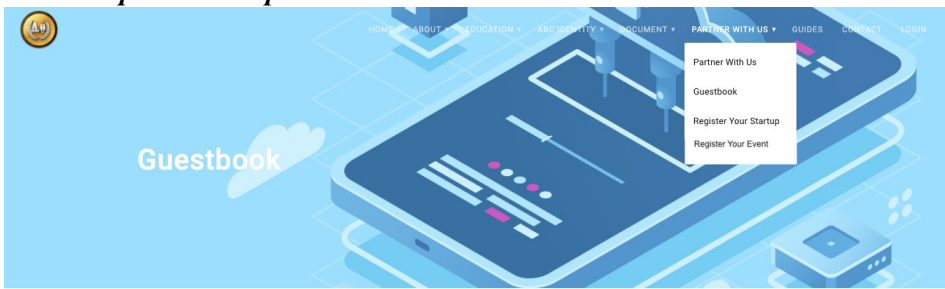 HOME ABOUT ▾ EDUCATION ▾ ABC IDENTITY ▾ DOCUMENT ▾ PARTNER WITH US ▾ GUIDES CONTACT LOGIN
Partner With Us
Guestbook
Register Your Startup
Register Your Event
Guestbook